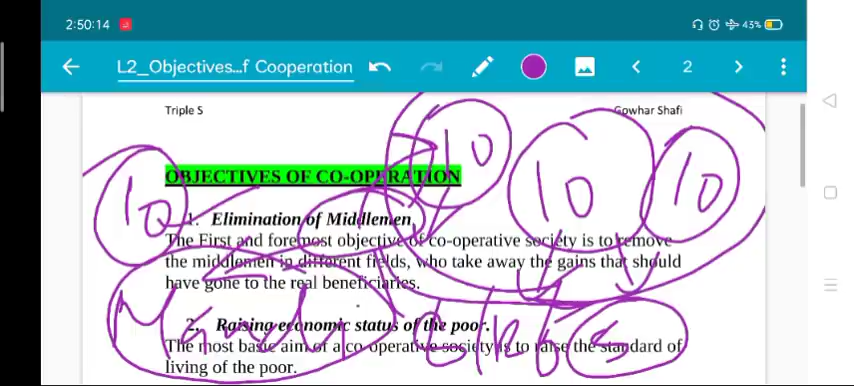 2:50:14 43%
L2_Objectives...f Cooperation 2
Triple S Gowhar Shafi
10 10 10
OBJECTIVES OF CO-OPERATION
10
1. Elimination of Middlemen
The First and foremost objective of co-operative society is to remove
the middlemen in different fields, who take away the gains that should
have gone to the real beneficiaries.
2. Raising economic status of the poor.
The most basic aim of a co-operative society is to raise the standard of
living of the poor.